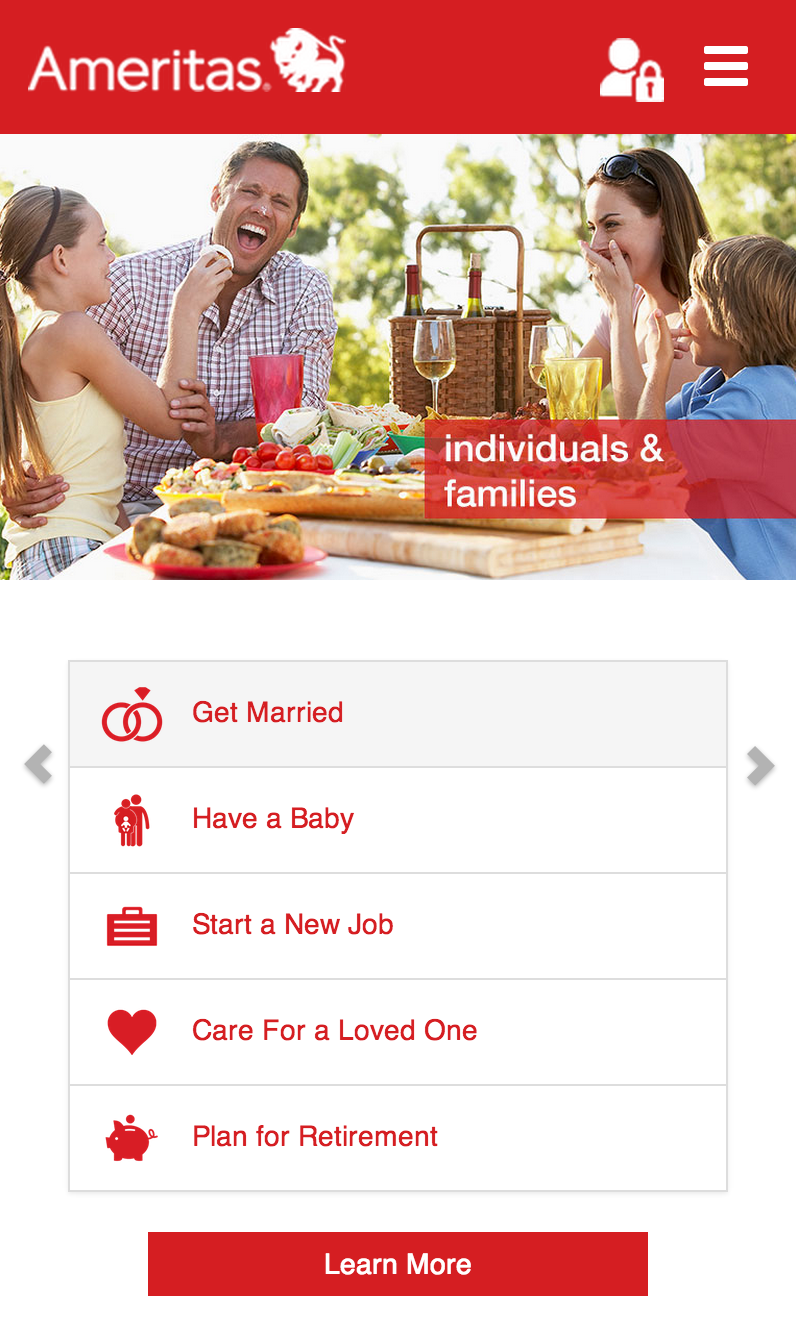 Ameritas®
individuals &
families
Get Married
Have a Baby
Start a New Job
Care For a Loved One
Plan for Retirement
Learn More